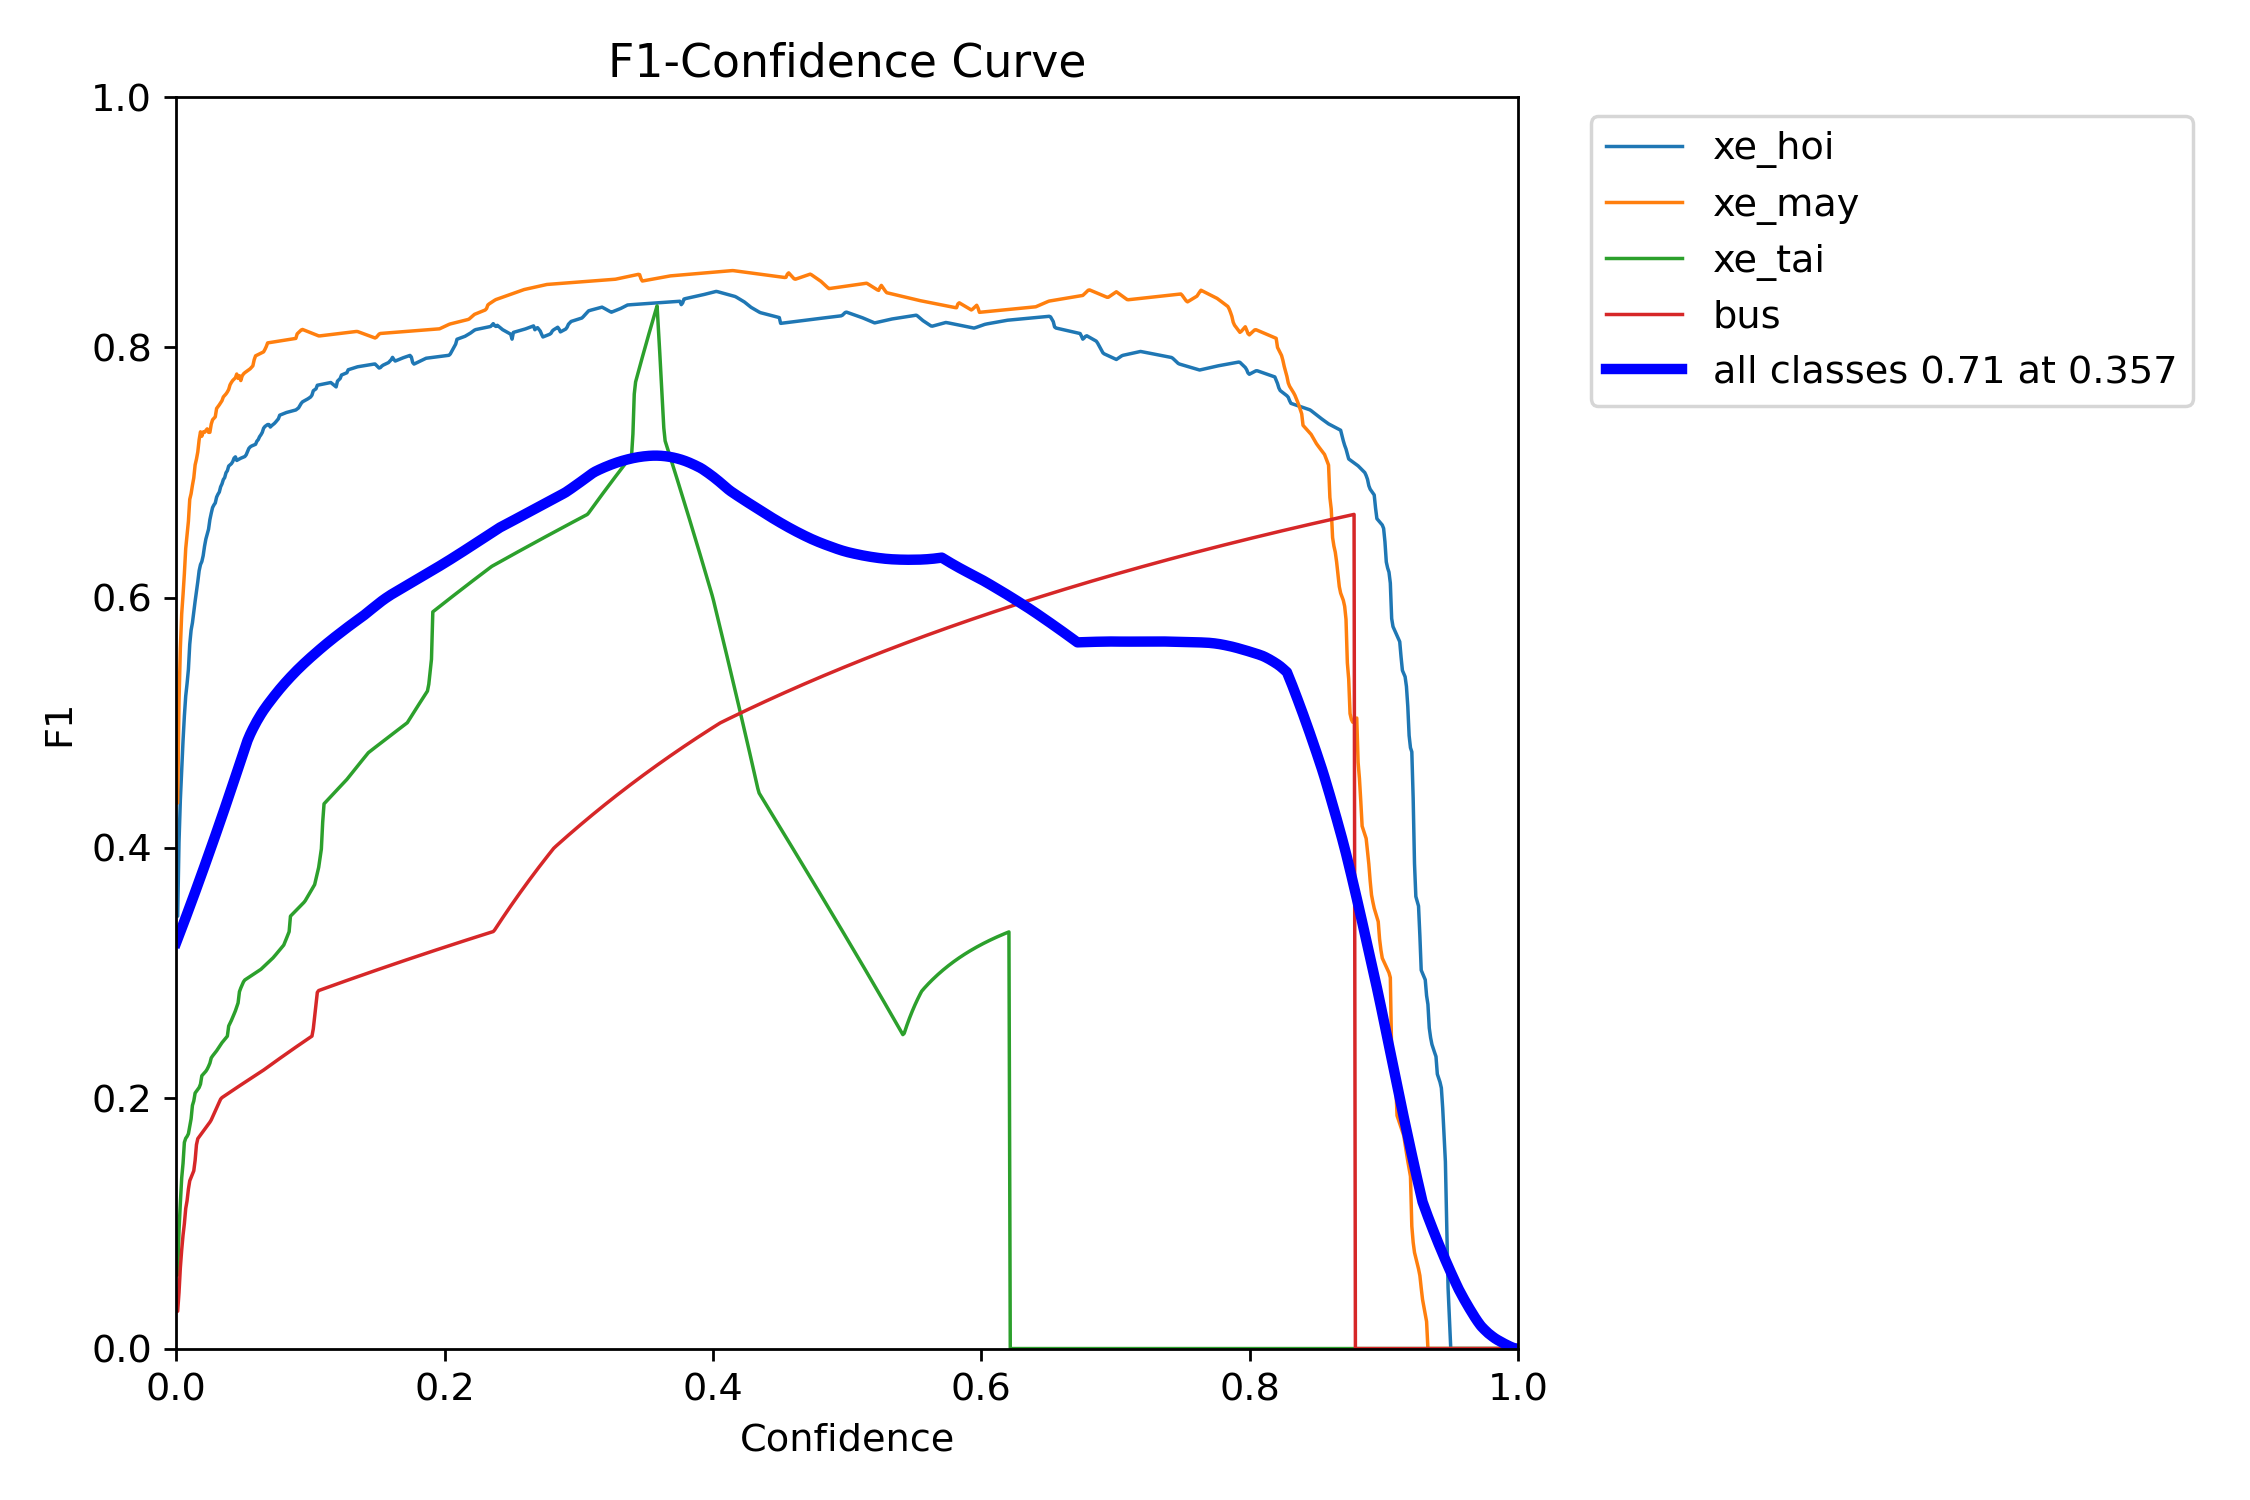 F1-Confidence Curve
1.0
0.8
0.6
0.4
0.2
0.0
F1
0.0 0.2 0.4 0.6 0.8 1.0
Confidence
xe_hoi
xe_may
xe_tai
bus
all classes 0.71 at 0.357